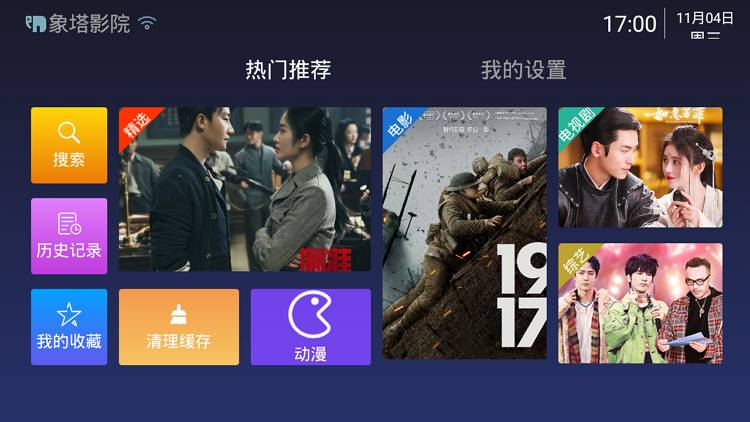 象塔影院
17:00
11月04日
热门推荐
我的设置
搜索
历史记录
我的收藏
精选
清理缓存
动漫
电影
19
17
电视剧
综艺